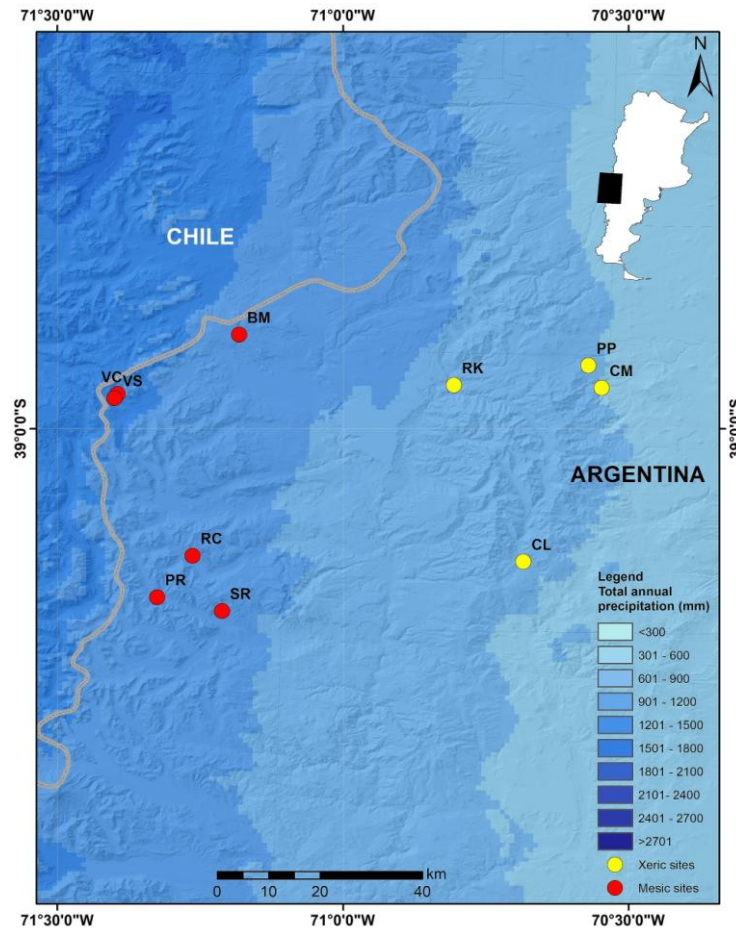 71°30'0"W
71°0'0"W
70°30'0"W
N
CHILE
BM
VC VS
RK
PP
CM
39°0'0"S
39°0'0"S
ARGENTINA
RC
PR
SR
CL
Legend
Total annual
precipitation (mm)
<300
301 - 600
601 - 900
901 - 1200
1201 - 1500
1501 - 1800
1801 - 2100
2101- 2400
2401 - 2700
>2701
Xeric sites
Mesic sites
km
0 10 20 40
71°30'0"W
71°0'0"W
70°30'0"W